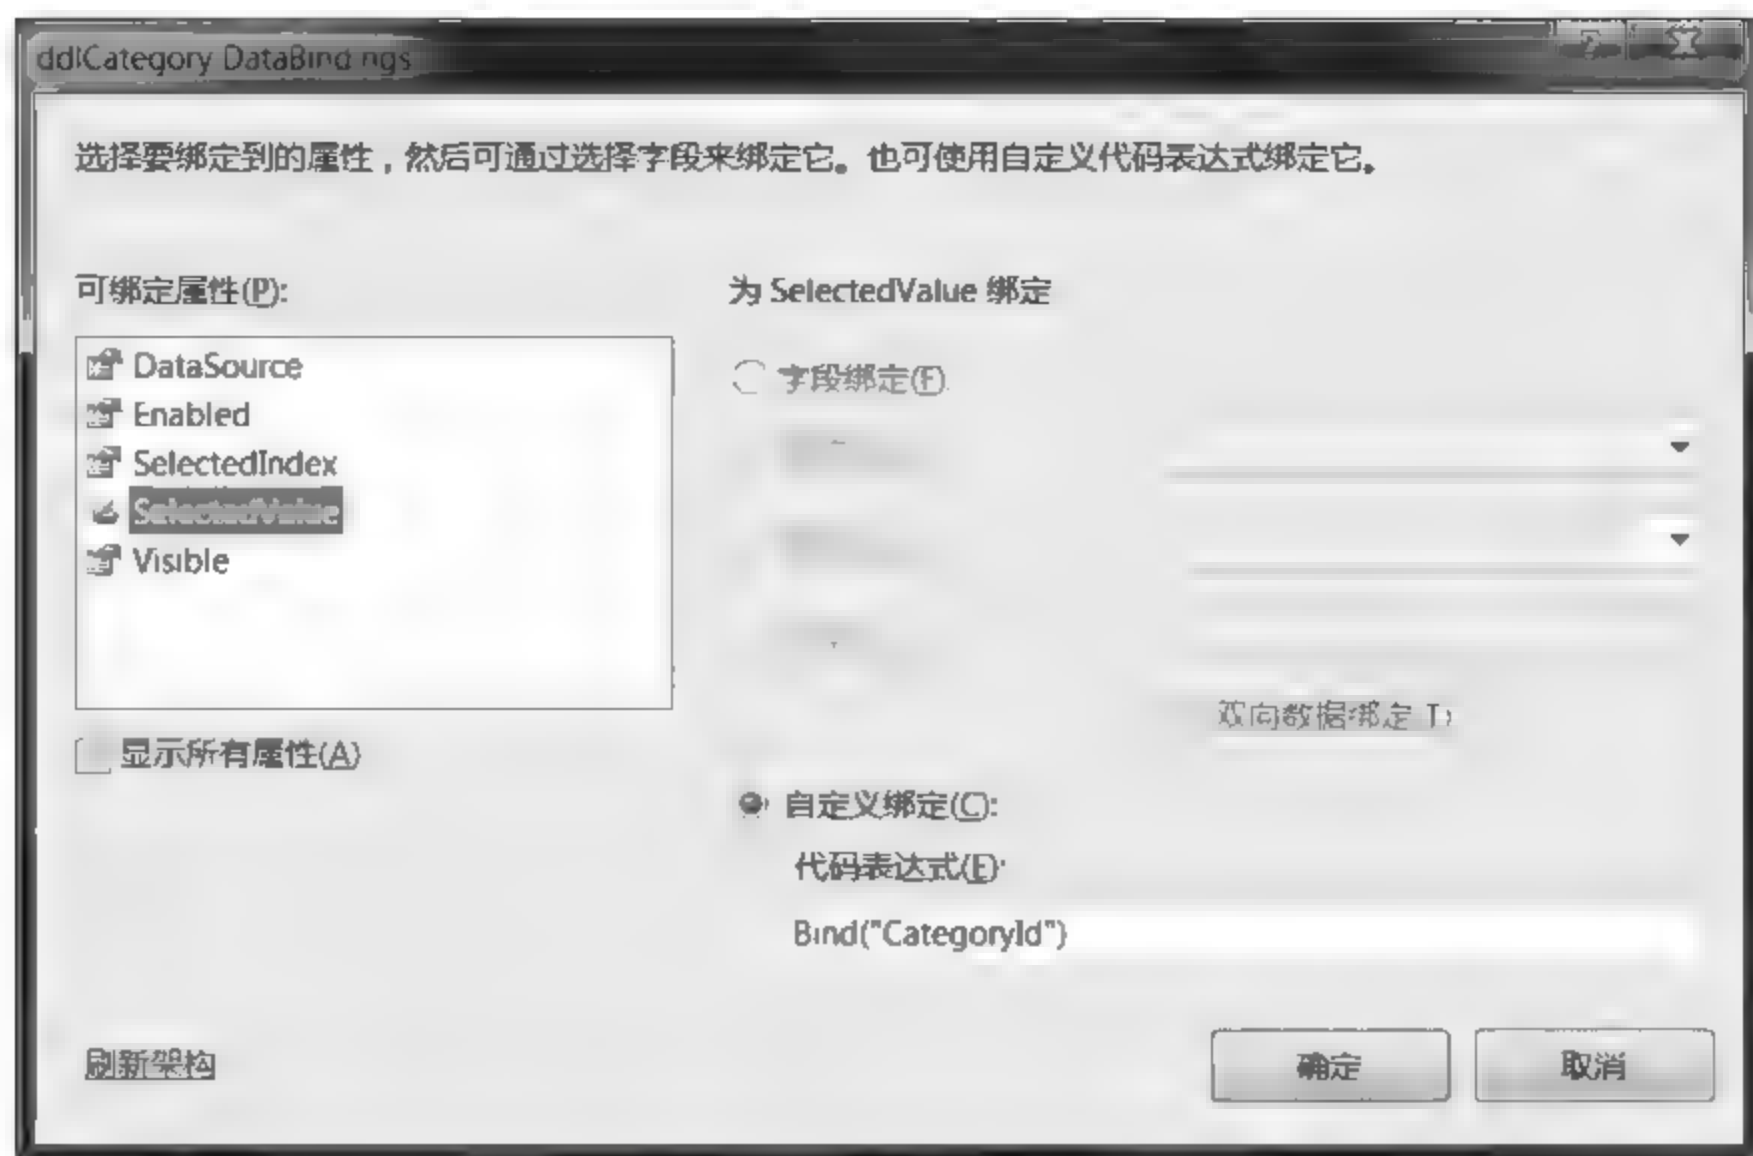 ddlCategory DataBindings
选择要绑定到的属性，然后可通过选择字段来绑定它。也可使用自定义代码表达式绑定它。
可绑定属性(P):
为 SelectedValue 绑定
DataSource
Enabled
SelectedIndex
SelectedValue
Visible
字段绑定(F)
双向数据绑定(T)
显示所有属性(A)
自定义绑定(C):
代码表达式(E):
Bind("CategoryId")
刷新架构
确定
取消